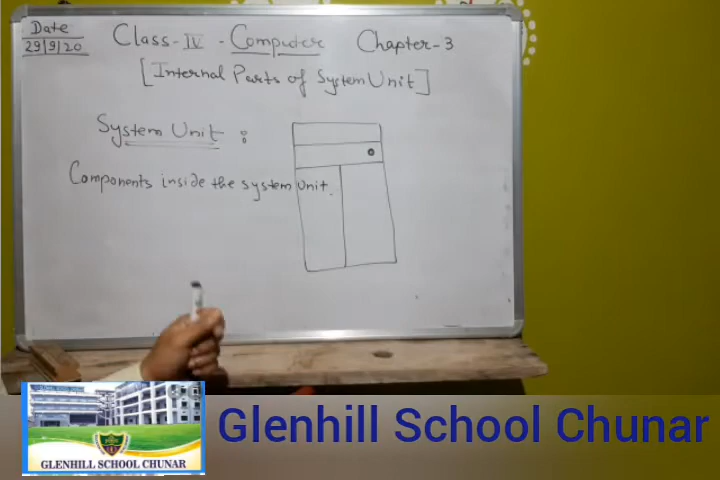 Date
29/9/20
Class-IV - Computer Chapter-3
[Internal Parts of System Unit]
System Unit :
Components inside the system Unit.
Glenhill School Chunar
GLENHILL SCHOOL CHUNAR